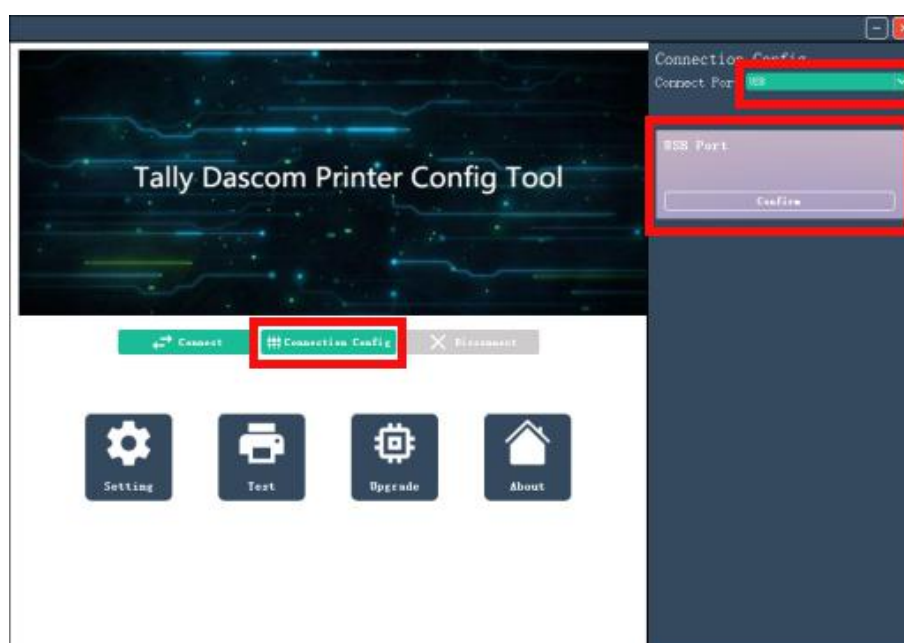 Connection Config
Connect Port
USB
USB Port
Confirm
Tally Dascom Printer Config Tool
Connect
Connection Config
Disconnect
Setting
Test
Upgrade
About